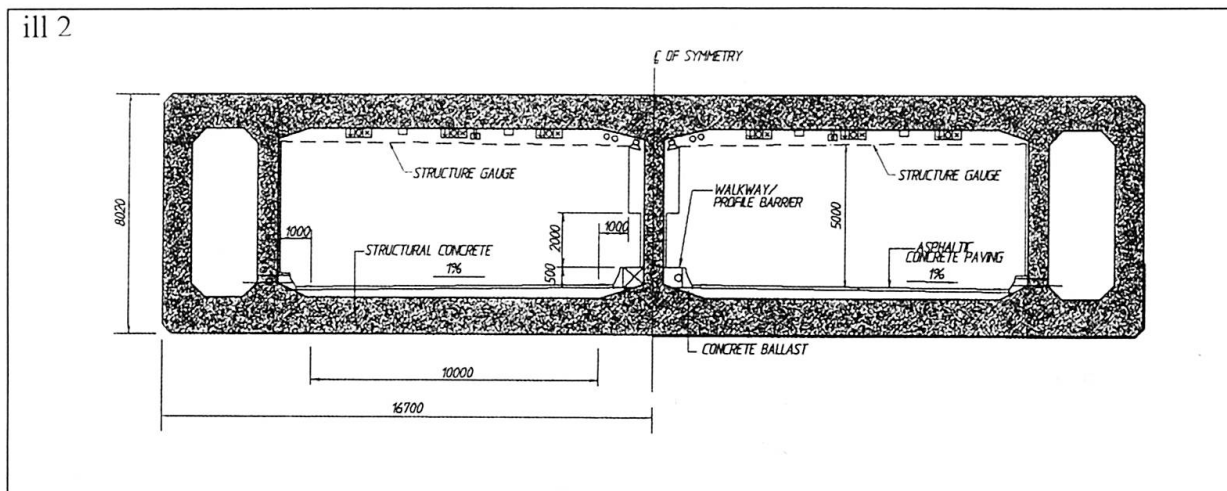 ill 2
℄ OF SYMMETRY
STRUCTURE GAUGE
STRUCTURE GAUGE
WALKWAY/
PROFILE BARRIER
8020
1000
2000
1000
5000
STRUCTURAL CONCRETE
1%
500
ASPHALTIC
CONCRETE PAVING
1%
CONCRETE BALLAST
10000
16700